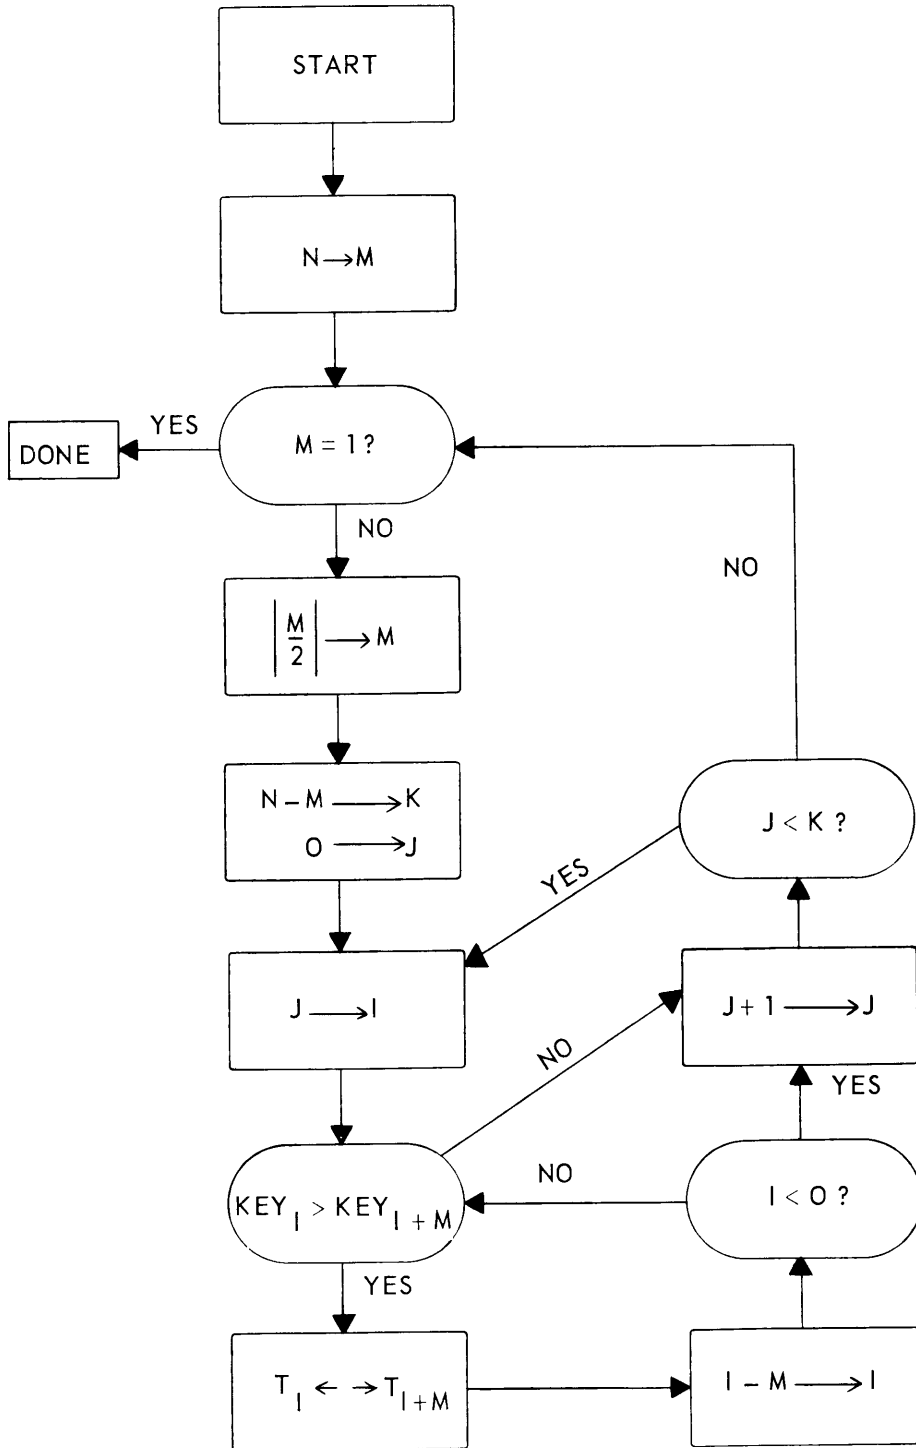 START
N → M
M = 1 ?
YES
DONE
NO
NO
|M/2| → M
N – M → K
O → J
J < K ?
YES
J → I
J + 1 → J
NO
YES
NO
KEY_I > KEY_I + M
I < O ?
YES
T_I ← → T_I+M
I – M → I